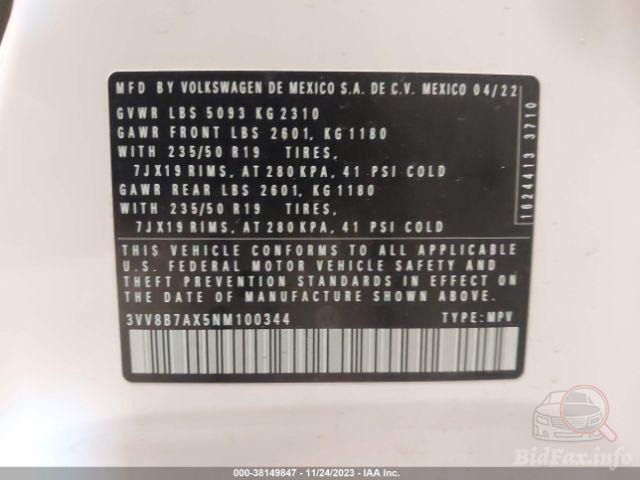 MFD BY VOLKSWAGEN DE MEXICO S.A. DE C.V. MEXICO 04/22
GVWR LBS 5093 KG 2310
GAWR FRONT LBS 2601, KG 1180
WITH 235/50 R19 TIRES,
7JX19 RIMS, AT 280 KPA, 41 PSI COLD
GAWR REAR LBS 2601, KG 1180
WITH 235/50 R19 TIRES,
7JX19 RIMS, AT 280 KPA, 41 PSI COLD
1624413 3710
THIS VEHICLE CONFORMS TO ALL APPLICABLE
U.S. FEDERAL MOTOR VEHICLE SAFETY AND
THEFT PREVENTION STANDARDS IN EFFECT ON
THE DATE OF MANUFACTURE SHOWN ABOVE.
3VV8B7AX5NM100344 TYPE: MPV
BidFax.info
000-38149847 - 11/24/2023 - IAA Inc.